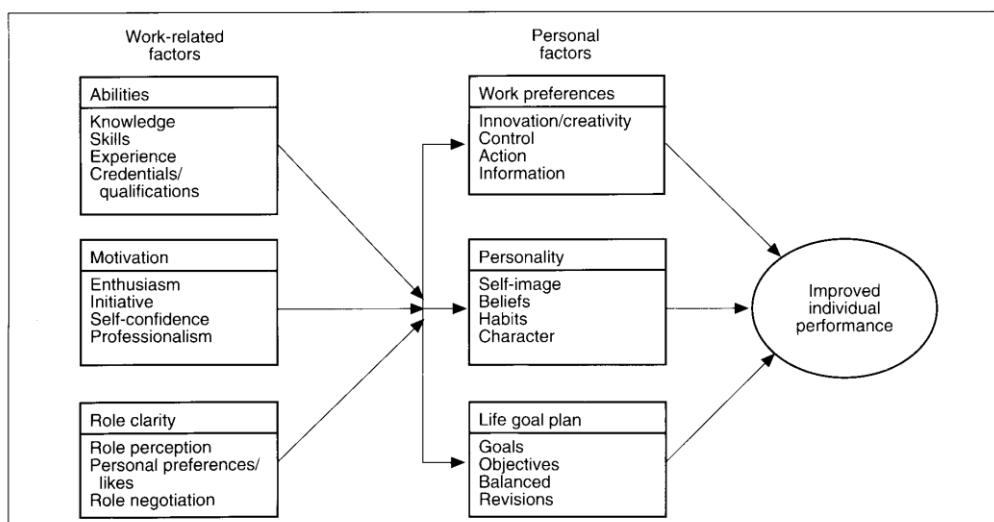 Work-related
factors
Abilities
Knowledge
Skills
Experience
Credentials/
qualifications
Motivation
Enthusiasm
Initiative
Self-confidence
Professionalism
Role clarity
Role perception
Personal preferences/
likes
Role negotiation
Personal
factors
Work preferences
Innovation/creativity
Control
Action
Information
Personality
Self-image
Beliefs
Habits
Character
Life goal plan
Goals
Objectives
Balanced
Revisions
Improved
individual
performance